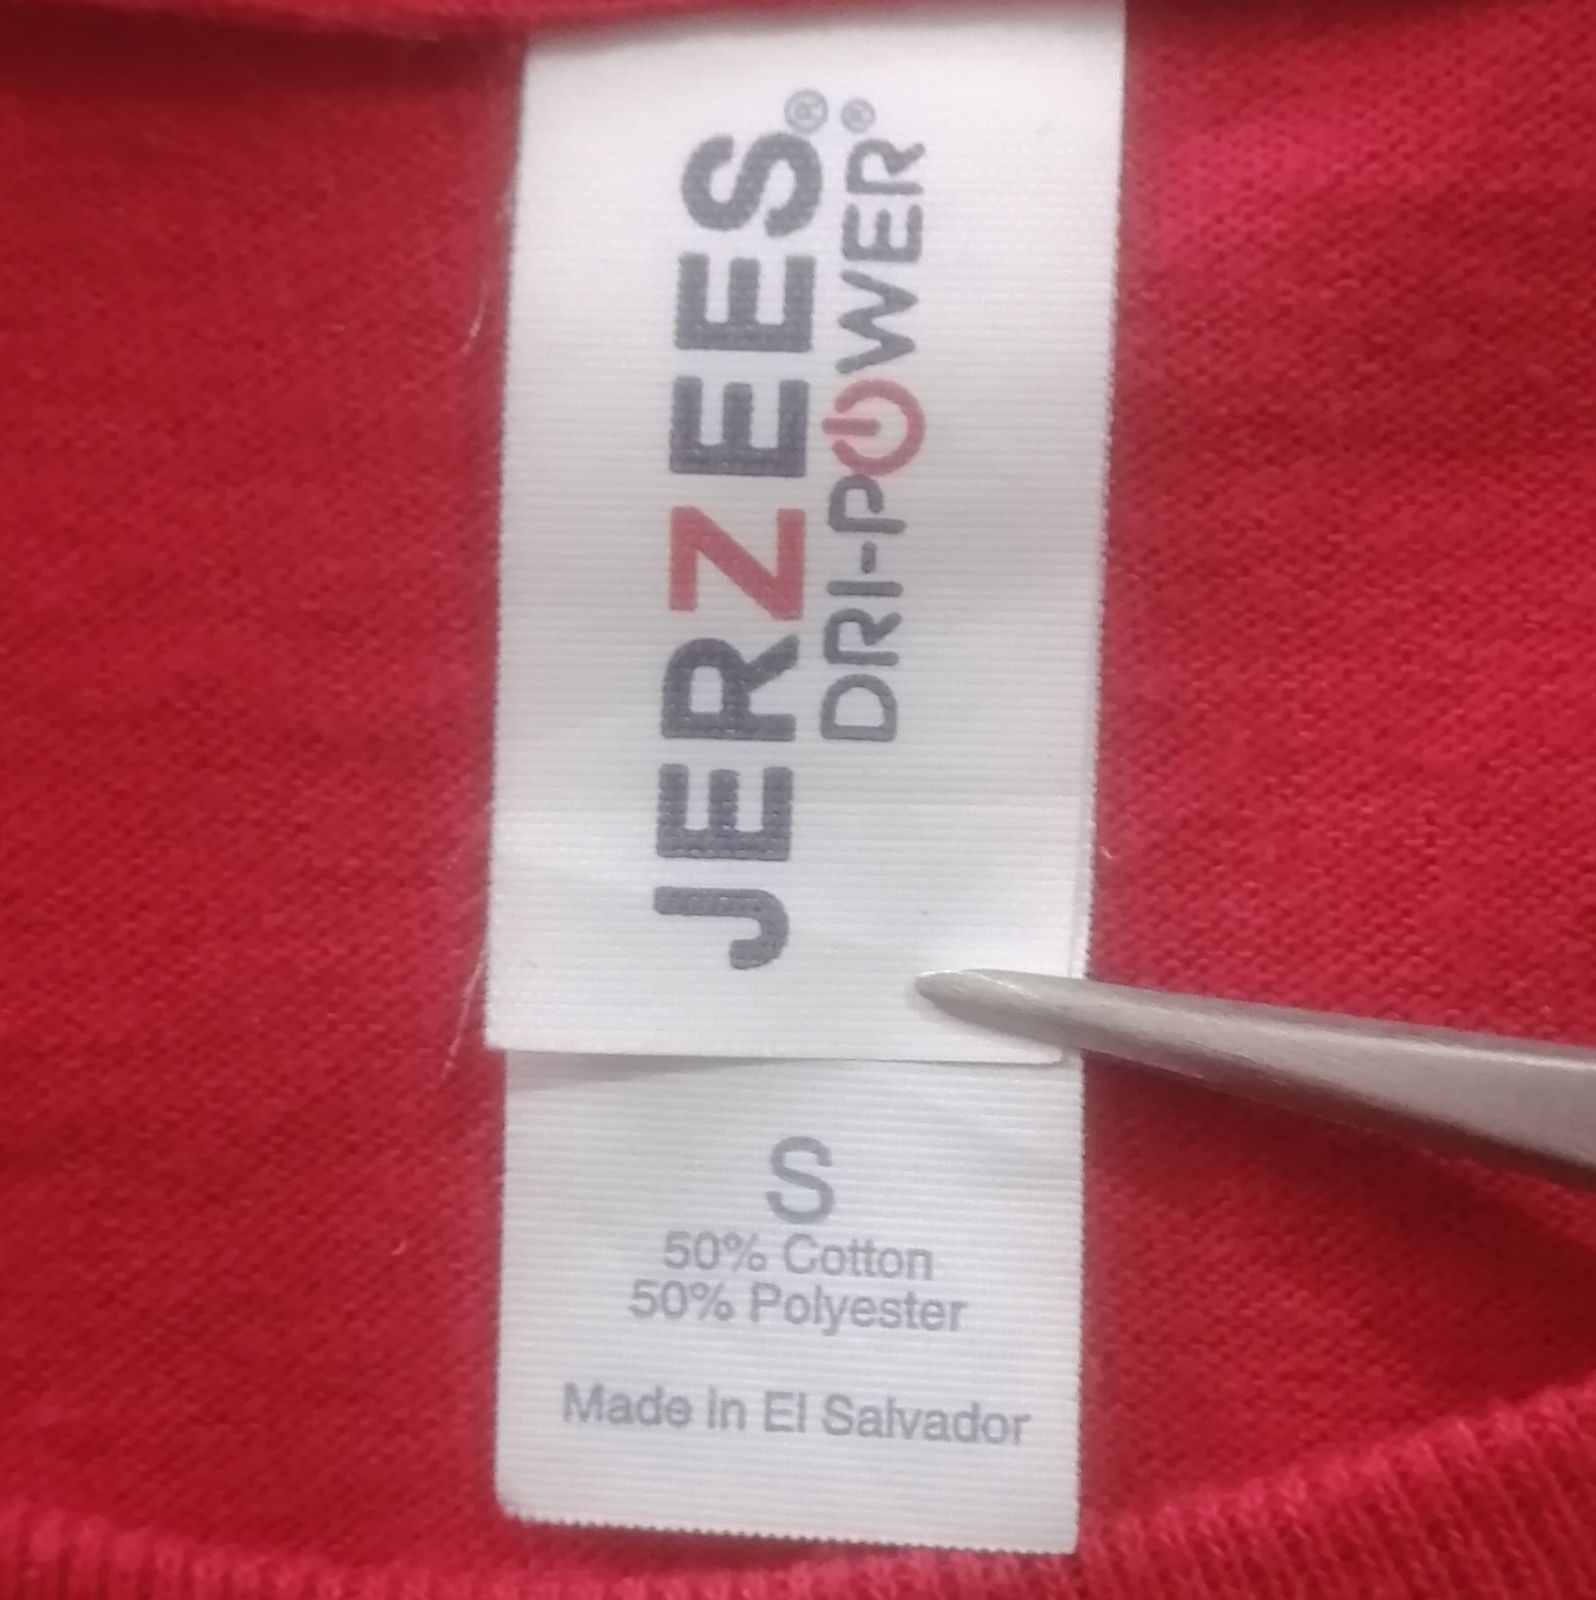 JERZEES®
DRI-POWER®
S
50% Cotton
50% Polyester
Made in El Salvador